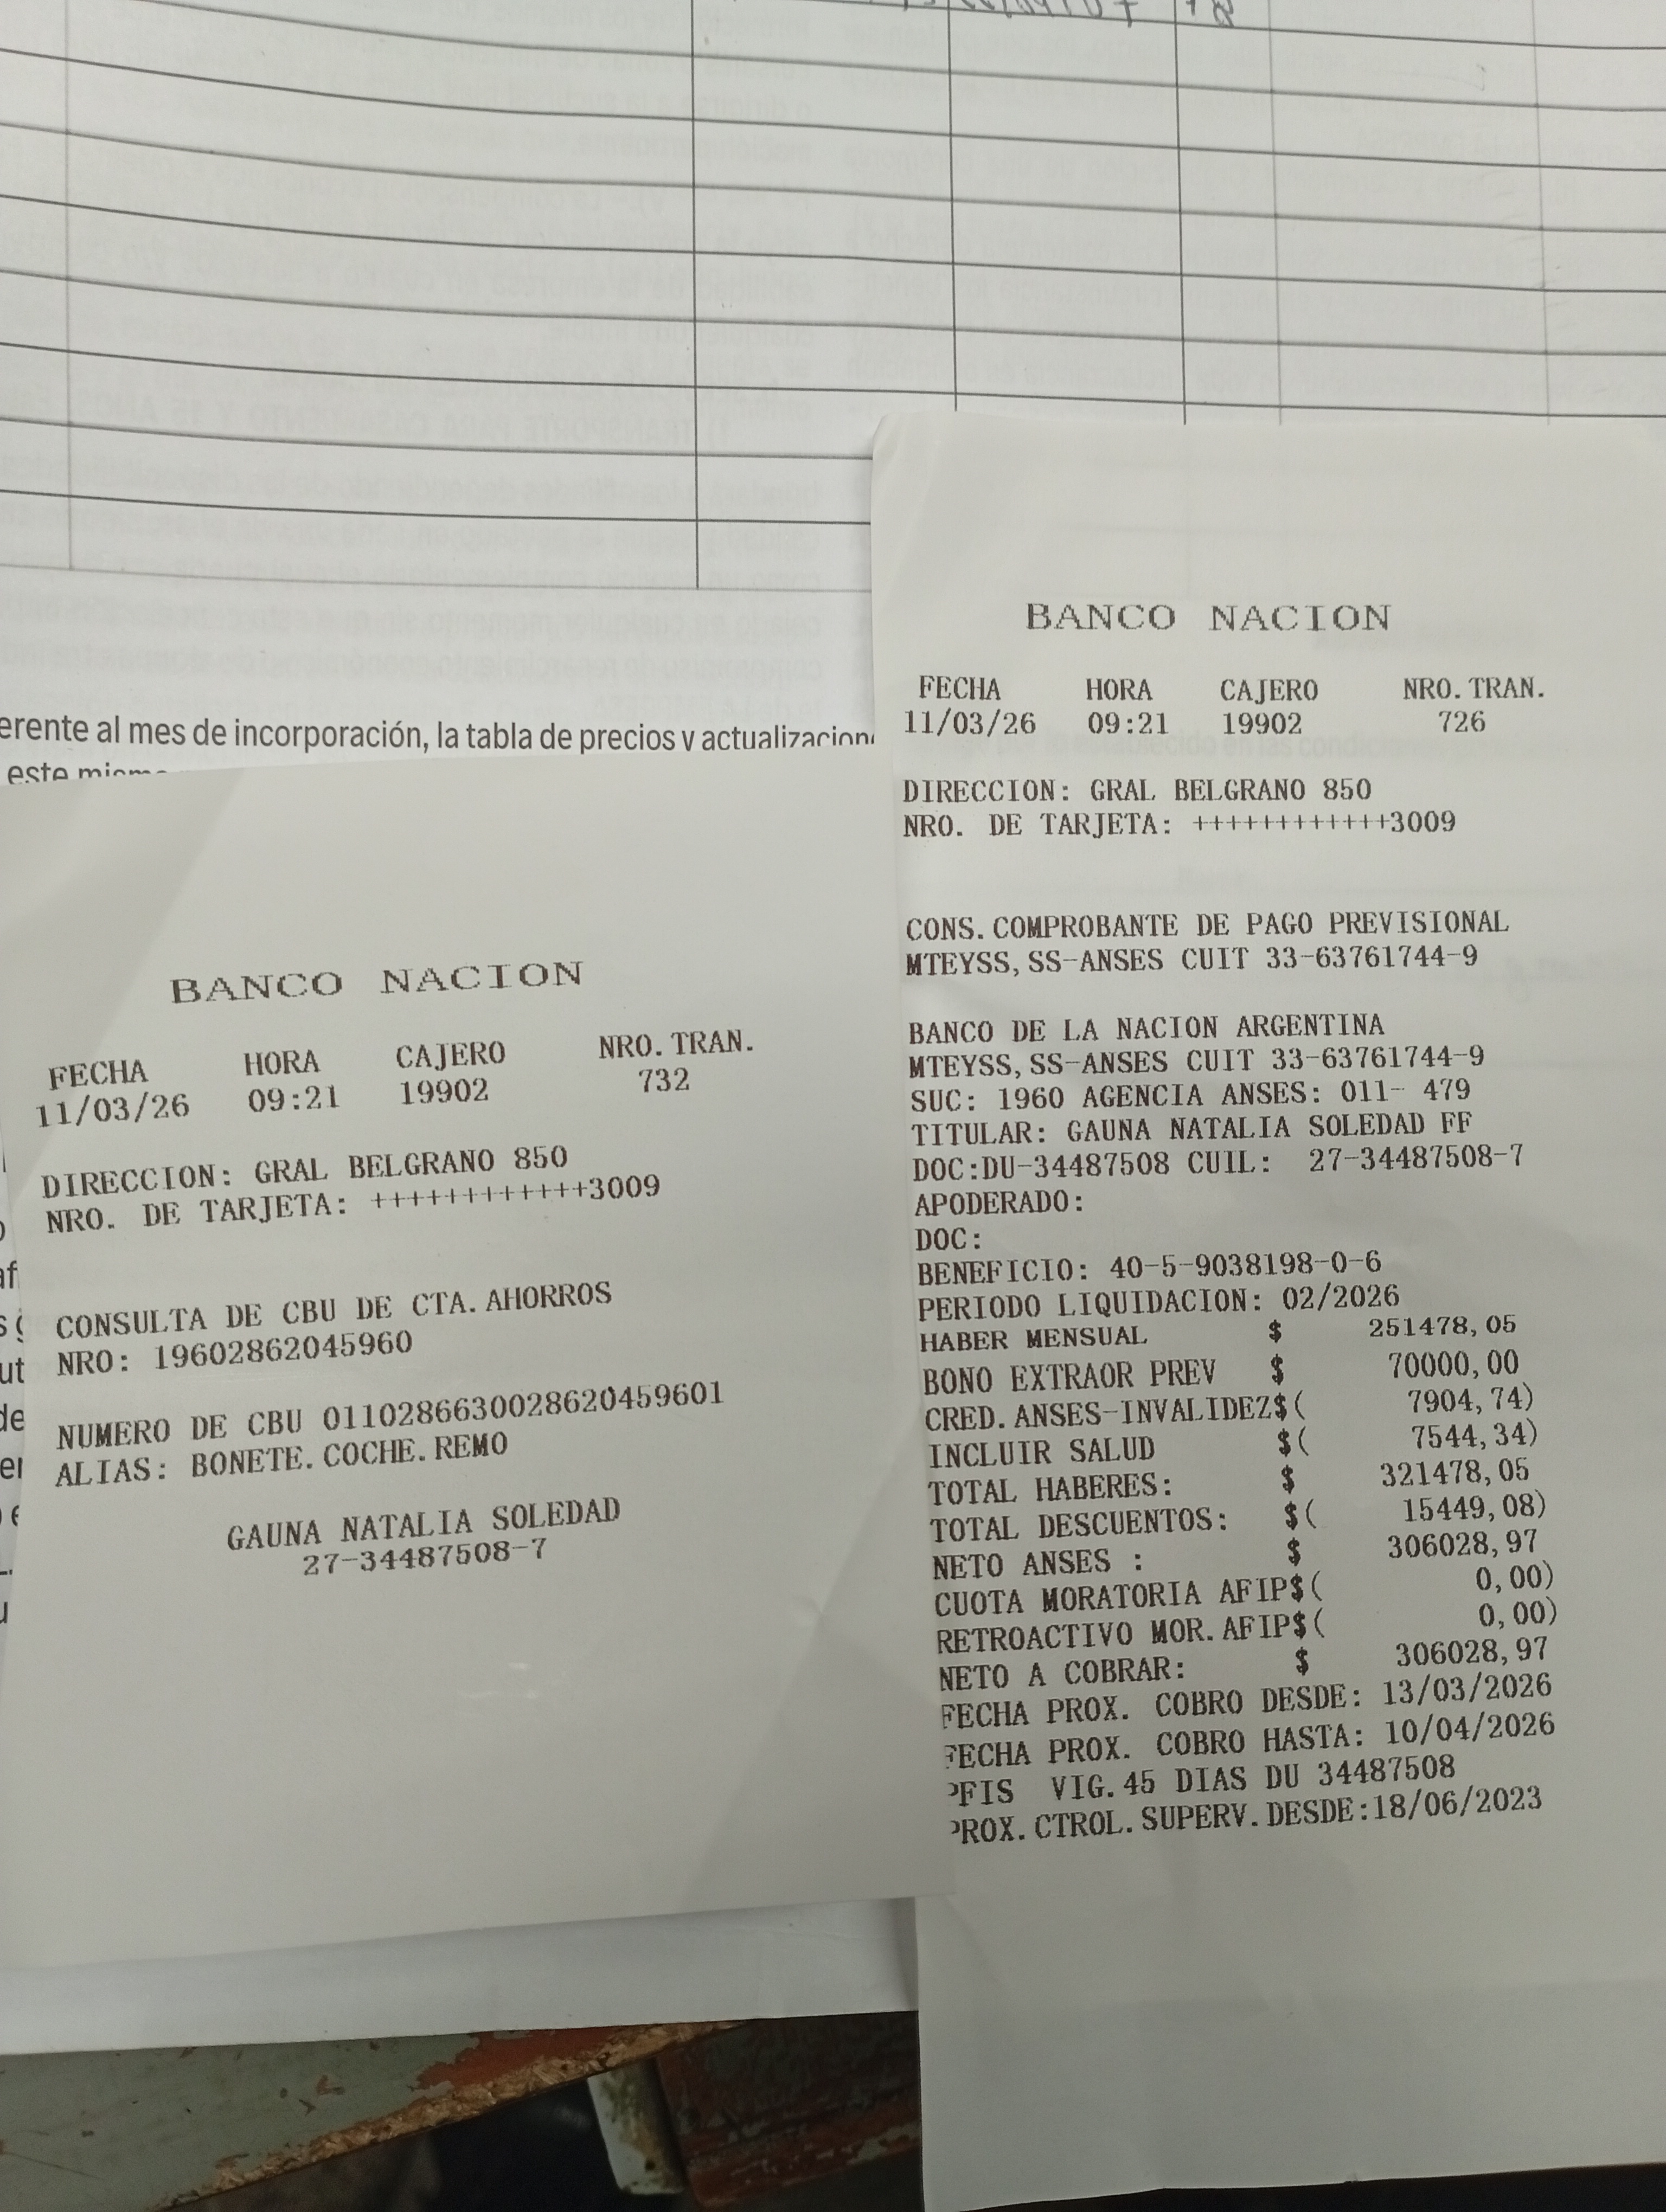 erente al mes de incorporación, la tabla de precios y actualizacion
este mismo
BANCO NACION
FECHA HORA CAJERO NRO. TRAN.
11/03/26 09:21 19902 732
DIRECCION: GRAL BELGRANO 850
NRO. DE TARJETA: ++++++++++++3009
CONSULTA DE CBU DE CTA. AHORROS
NRO: 19602862045960
NUMERO DE CBU 0110286630028620459601
ALIAS: BONETE. COCHE. REMO
GAUNA NATALIA SOLEDAD
27-34487508-7
BANCO NACION
FECHA HORA CAJERO NRO. TRAN.
11/03/26 09:21 19902 726
DIRECCION: GRAL BELGRANO 850
NRO. DE TARJETA: ++++++++++++3009
CONS. COMPROBANTE DE PAGO PREVISIONAL
MTEYSS, SS-ANSES CUIT 33-63761744-9
BANCO DE LA NACION ARGENTINA
MTEYSS, SS-ANSES CUIT 33-63761744-9
SUC: 1960 AGENCIA ANSES: 011- 479
TITULAR: GAUNA NATALIA SOLEDAD FF
DOC:DU-34487508 CUIL: 27-34487508-7
APODERADO:
DOC:
BENEFICIO: 40-5-9038198-0-6
PERIODO LIQUIDACION: 02/2026
HABER MENSUAL $ 251478,05
BONO EXTRAOR PREV $ 70000,00
CRED. ANSES-INVALIDEZ$( 7904,74)
INCLUIR SALUD $( 7544,34)
TOTAL HABERES: $ 321478,05
TOTAL DESCUENTOS: $( 15449,08)
NETO ANSES : $ 306028,97
CUOTA MORATORIA AFIP$( 0,00)
RETROACTIVO MOR. AFIP$( 0,00)
NETO A COBRAR: $ 306028,97
FECHA PROX. COBRO DESDE: 13/03/2026
FECHA PROX. COBRO HASTA: 10/04/2026
PFIS VIG. 45 DIAS DU 34487508
PROX. CTROL. SUPERV. DESDE:18/06/2023